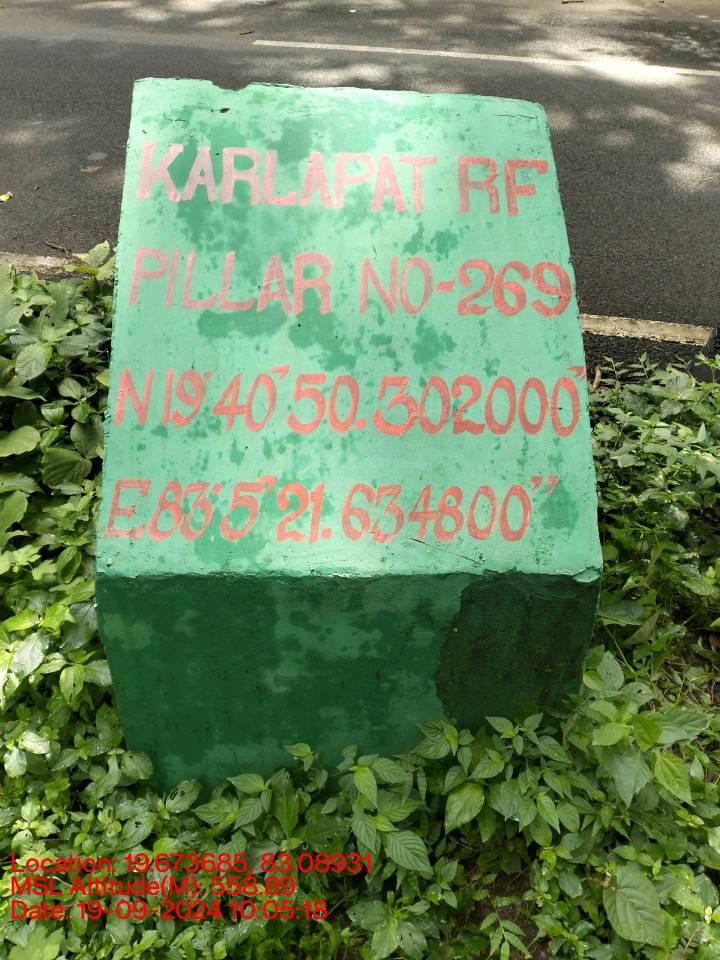 KARLAPAT RF
PILLAR NO-269
N 19° 40" 50.302000"
E 83° 5" 21.634800"
Location: 19.673685, 83.08931
MSL Altitude(M): 558.89
Date: 19-09-2024 10:05:18